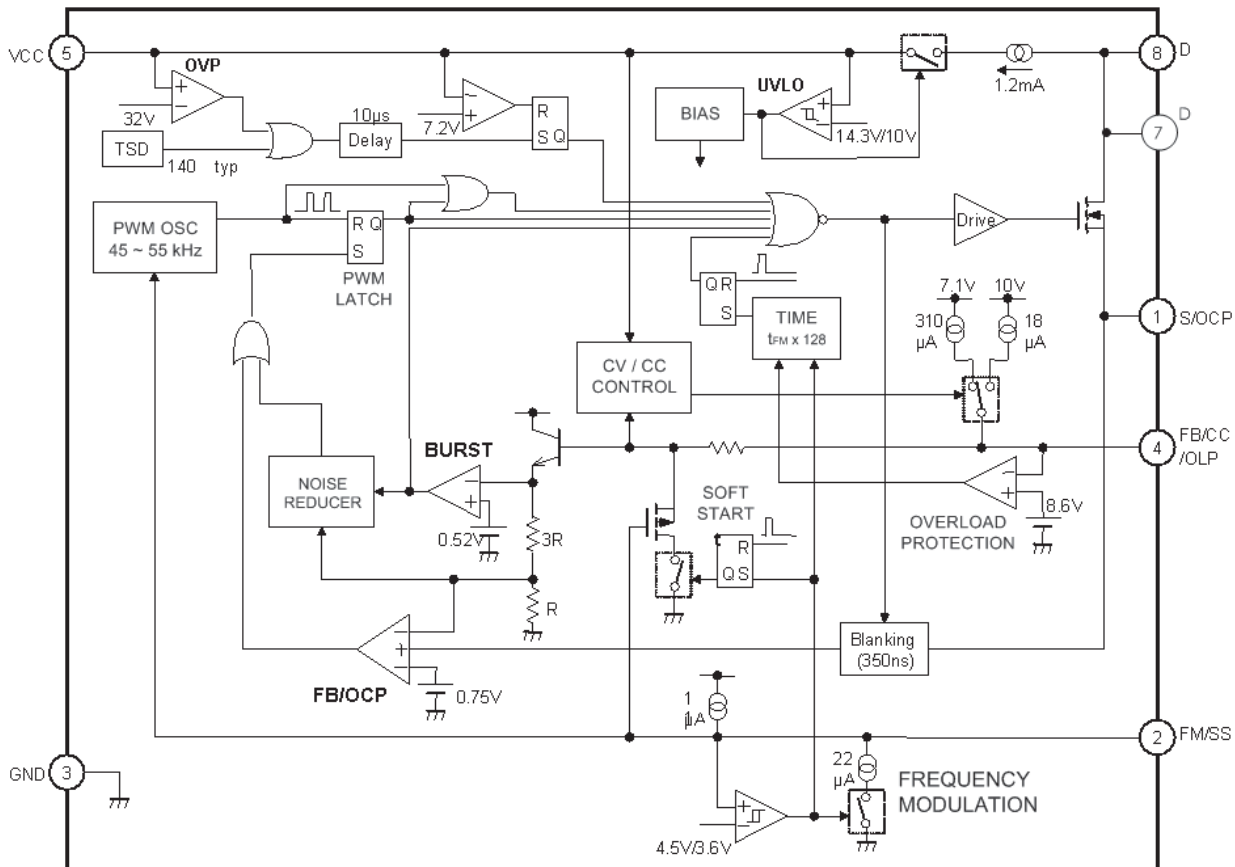 VCC
5
OVP
32V
TSD
140 typ
10µs
Delay
7.2V
R
S Q
UVLO
BIAS
14.3V/10V
1.2mA
8
D
7
D
PWM OSC
45 ~ 55 kHz
R Q
S
PWM
LATCH
Drive
Q R
S
TIME
tFM x 128
7.1V
10V
310
µA
18
µA
1
S/OCP
CV / CC
CONTROL
4
FB/CC
/OLP
BURST
NOISE
REDUCER
0.52V
3R
R
SOFT
START
R
Q S
8.6V
OVERLOAD
PROTECTION
Blanking
(350ns)
FB/OCP
0.75V
1
µA
2
FM/SS
GND
3
22
µA
FREQUENCY
MODULATION
4.5V/3.6V